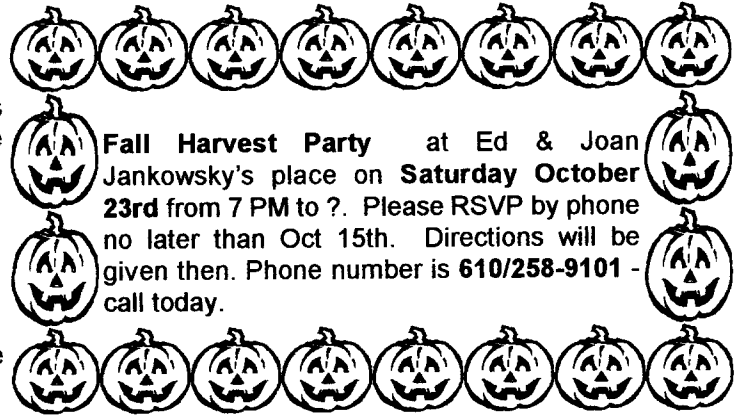 Fall Harvest Party at Ed & Joan
Jankowsky's place on Saturday October
23rd from 7 PM to ?. Please RSVP by phone
no later than Oct 15th. Directions will be
given then. Phone number is 610/258-9101 -
call today.